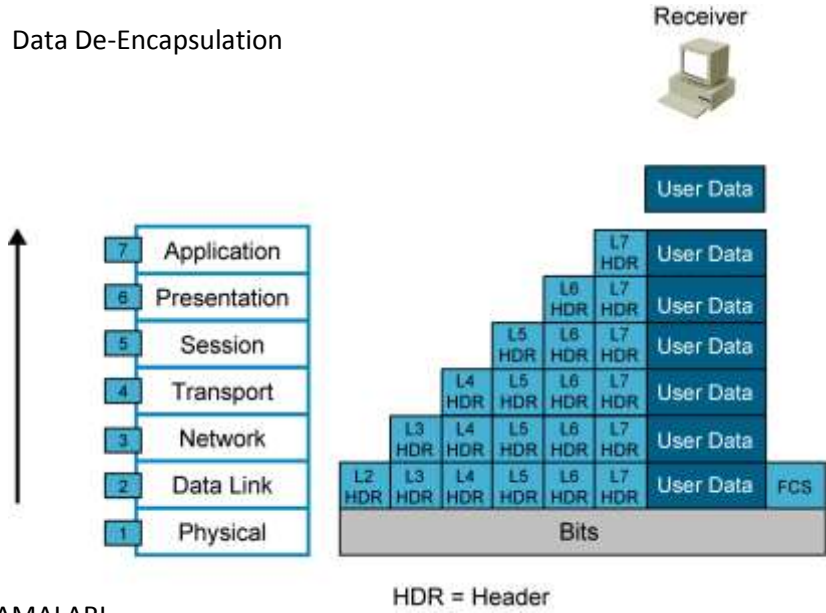 Receiver
Data De-Encapsulation
User Data
7 Application L7 HDR User Data
6 Presentation L6 HDR L7 HDR User Data
5 Session L5 HDR L6 HDR L7 HDR User Data
4 Transport L4 HDR L5 HDR L6 HDR L7 HDR User Data
3 Network L3 HDR L4 HDR L5 HDR L6 HDR L7 HDR User Data
2 Data Link L2 HDR L3 HDR L4 HDR L5 HDR L6 HDR L7 HDR User Data FCS
1 Physical Bits
HDR = Header